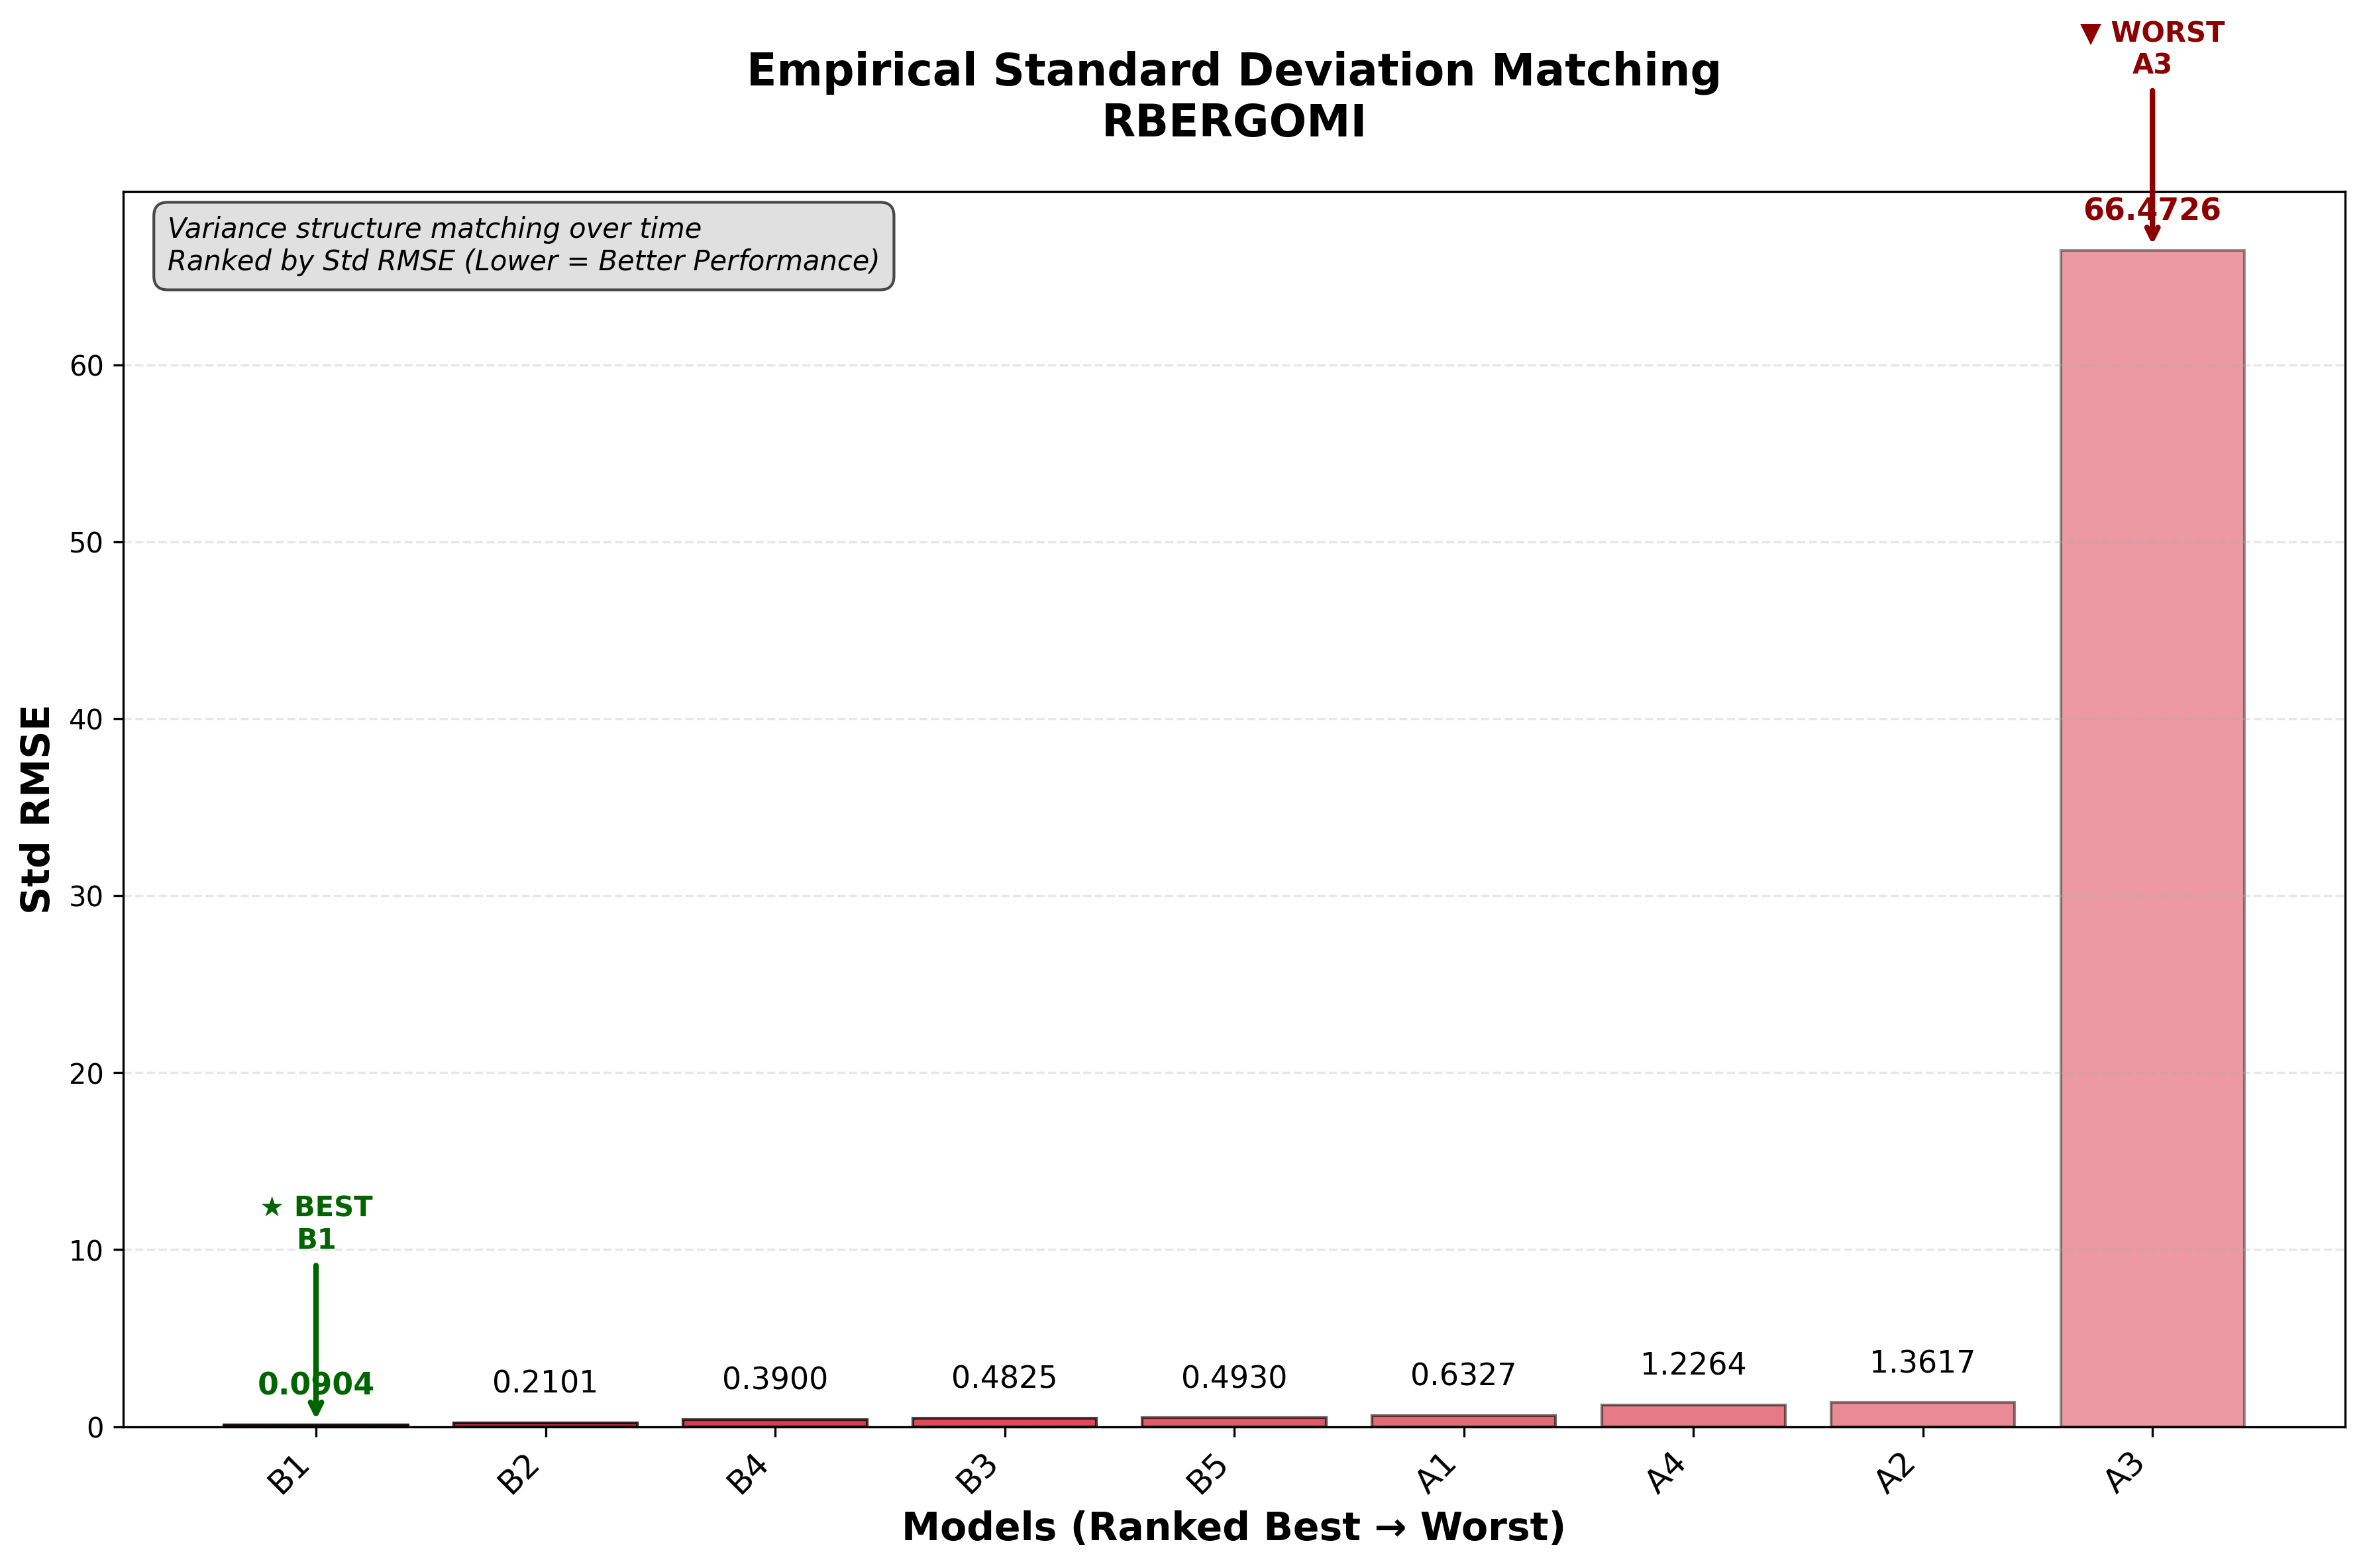 ▼ WORST
A3
Empirical Standard Deviation Matching
RBERGOMI
Variance structure matching over time
Ranked by Std RMSE (Lower = Better Performance)
66.4726
60
50
40
30
20
10
0
Std RMSE
★ BEST
B1
0.0904
0.2101
0.3900
0.4825
0.4930
0.6327
1.2264
1.3617
B1
B2
B4
B3
B5
A1
A4
A2
A3
Models (Ranked Best → Worst)